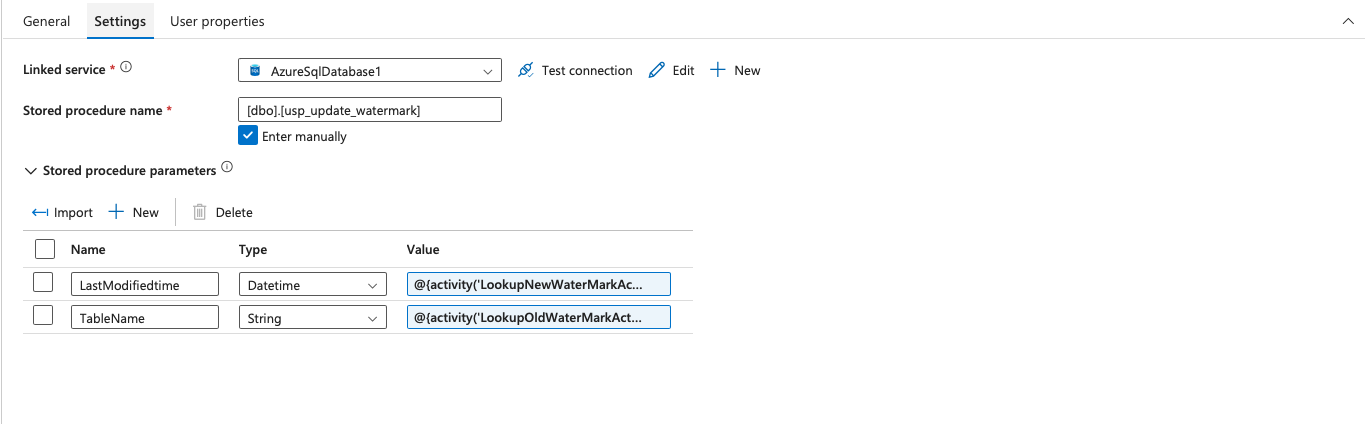 General Settings User properties
Linked service * AzureSqlDatabase1 Test connection Edit New
Stored procedure name * [dbo].[usp_update_watermark]
Enter manually
Stored procedure parameters
Import New Delete
Name Type Value
LastModifiedtime Datetime @{activity('LookupNewWaterMarkAc...
TableName String @{activity('LookupOldWaterMarkAct...